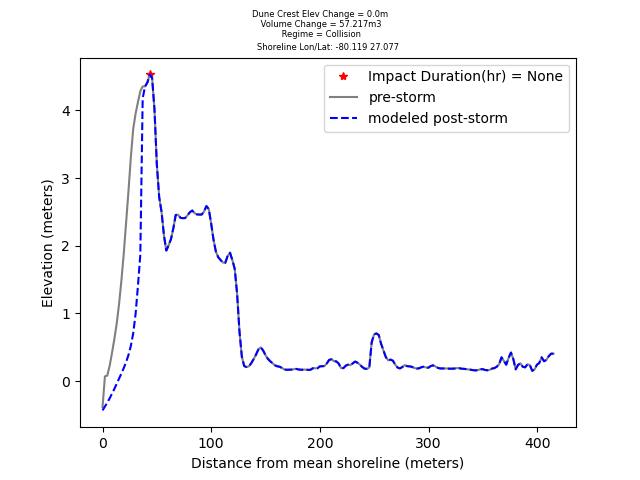 Dune Crest Elev Change = 0.0m
Volume Change = 57.217m3
Regime = Collision
Shoreline Lon/Lat: -80.119 27.077
Impact Duration(hr) = None
pre-storm
modeled post-storm
Elevation (meters)
4
3
2
1
0
0 100 200 300 400
Distance from mean shoreline (meters)